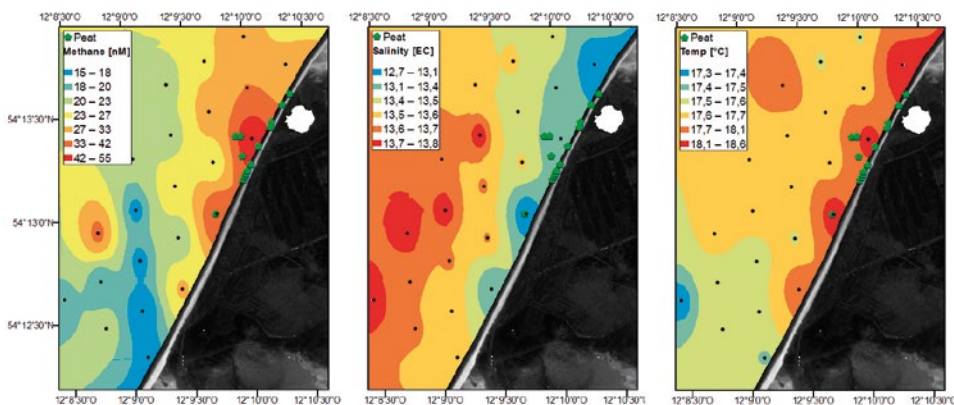 12°8'30"O 12°9'0"O 12°9'30"O 12°10'0"O 12°10'30"O
Peat
Methane [nM]
15 – 18
18 – 20
20 – 23
23 – 27
27 – 33
33 – 42
42 – 55
54°13'30"O
54°13'0"O
54°12'30"O
12°8'30"O 12°9'0"O 12°9'30"O 12°10'0"O 12°10'30"O
12°8'30"O 12°9'0"O 12°9'30"O 12°10'0"O 12°10'30"O
Peat
Salinity [EC]
12,7 – 13,1
13,1 – 13,4
13,4 – 13,5
13,5 – 13,6
13,6 – 13,7
13,7 – 13,8
12°8'30"O 12°9'0"O 12°9'30"O 12°10'0"O 12°10'30"O
12°8'30"O 12°9'0"O 12°9'30"O 12°10'0"O 12°10'30"O
Peat
Temp [°C]
17,3 – 17,4
17,4 – 17,5
17,5 – 17,6
17,6 – 17,7
17,7 – 18,1
18,1 – 18,6
12°8'30"O 12°9'0"O 12°9'30"O 12°10'0"O 12°10'30"O